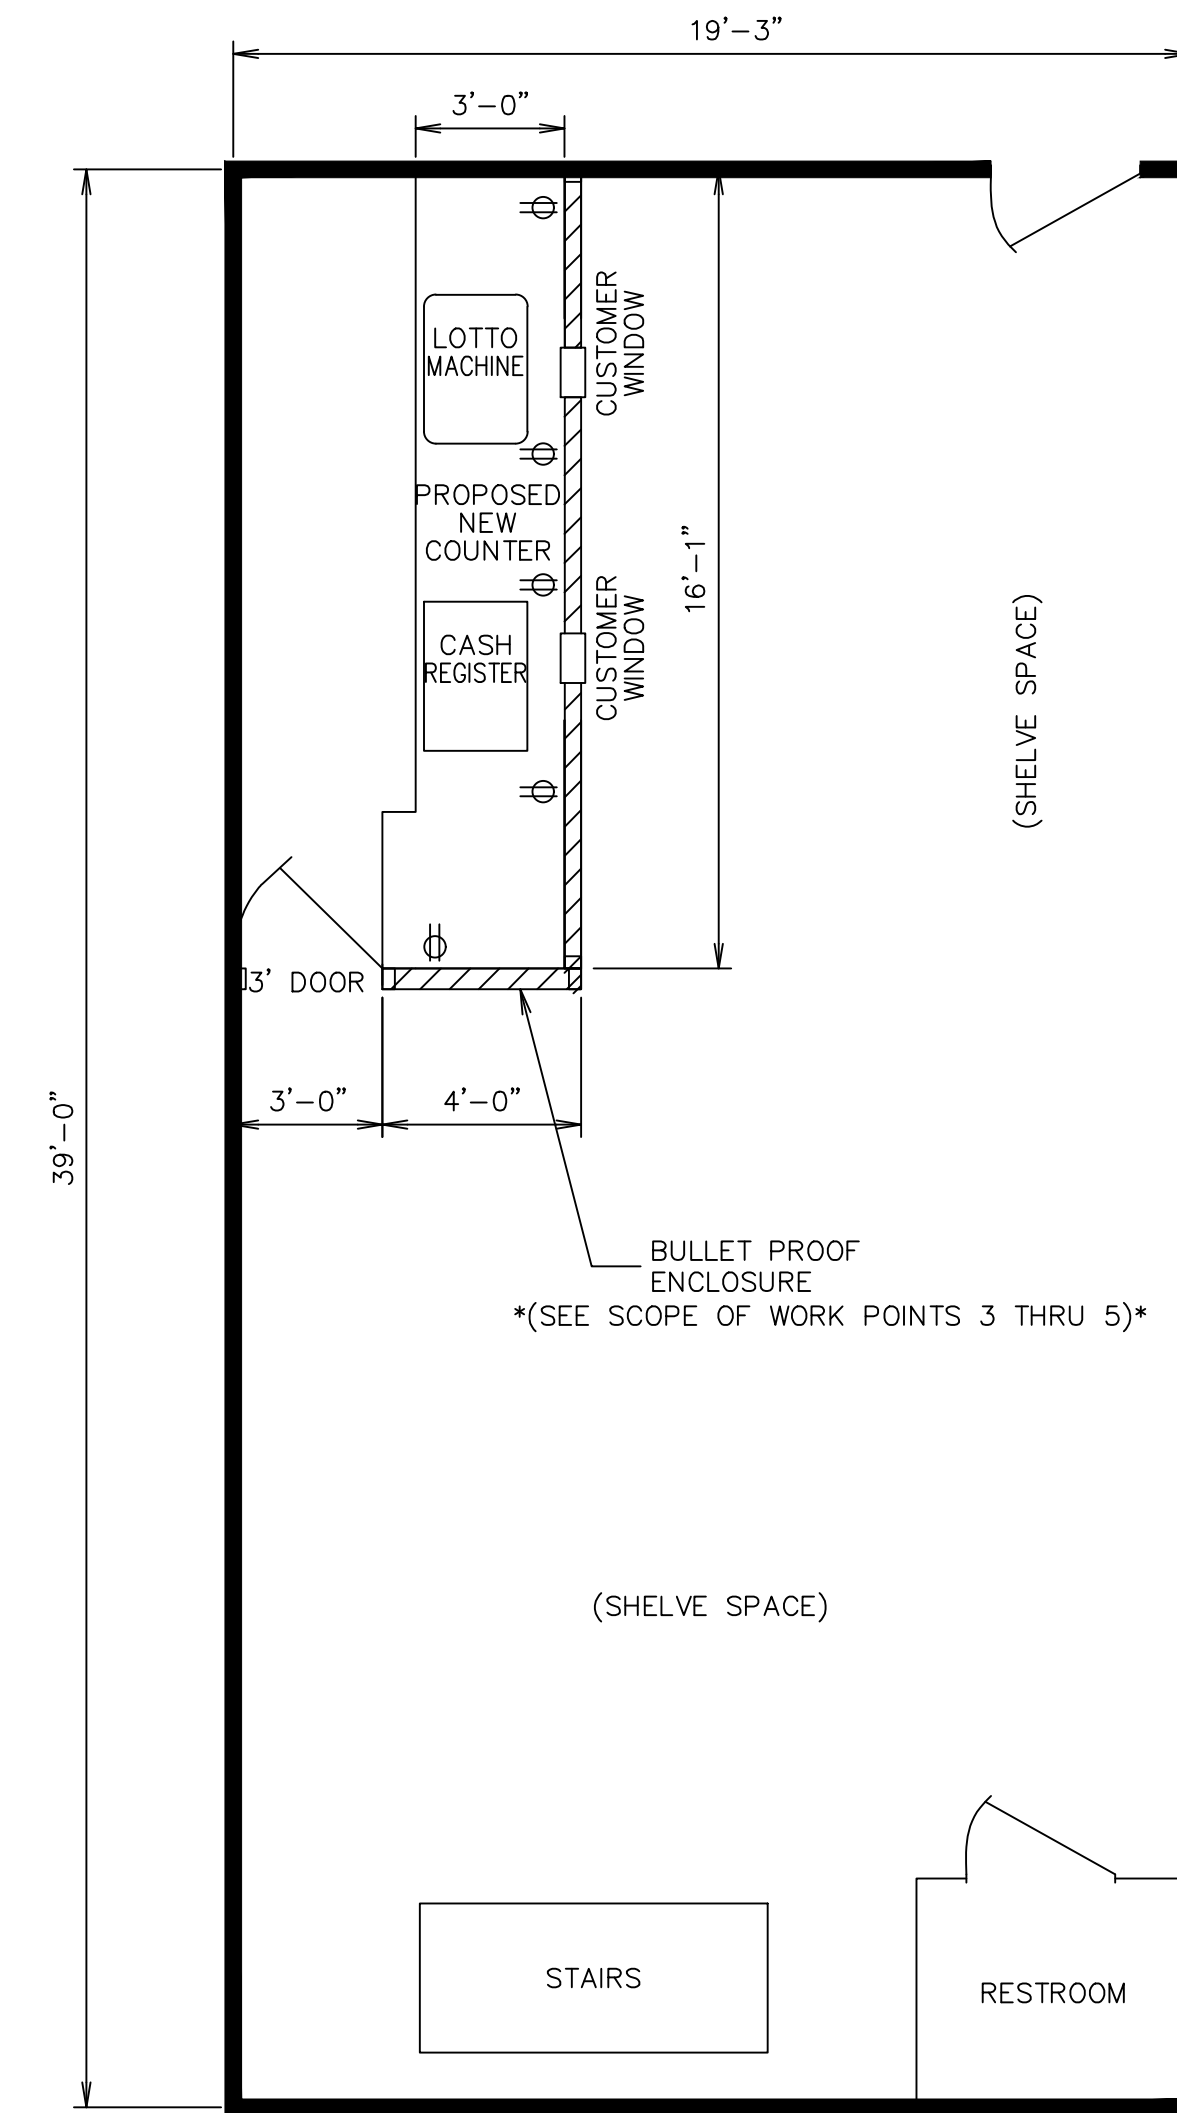 19'-3"
3'-0"
LOTTO
MACHINE
CUSTOMER
WINDOW
PROPOSED
NEW
COUNTER
16'-1"
CASH
REGISTER
CUSTOMER
WINDOW
(SHELVE SPACE)
3' DOOR
3'-0"
4'-0"
39'-0"
BULLET PROOF
ENCLOSURE
*(SEE SCOPE OF WORK POINTS 3 THRU 5)*
(SHELVE SPACE)
STAIRS
RESTROOM